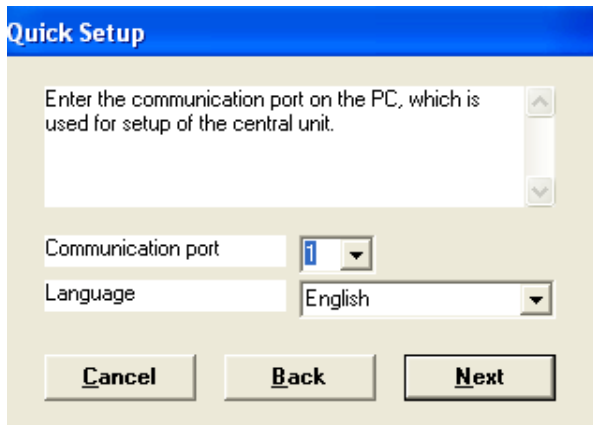 Quick Setup
Enter the communication port on the PC, which is
used for setup of the central unit.
Communication port 1
Language English
Cancel Back Next